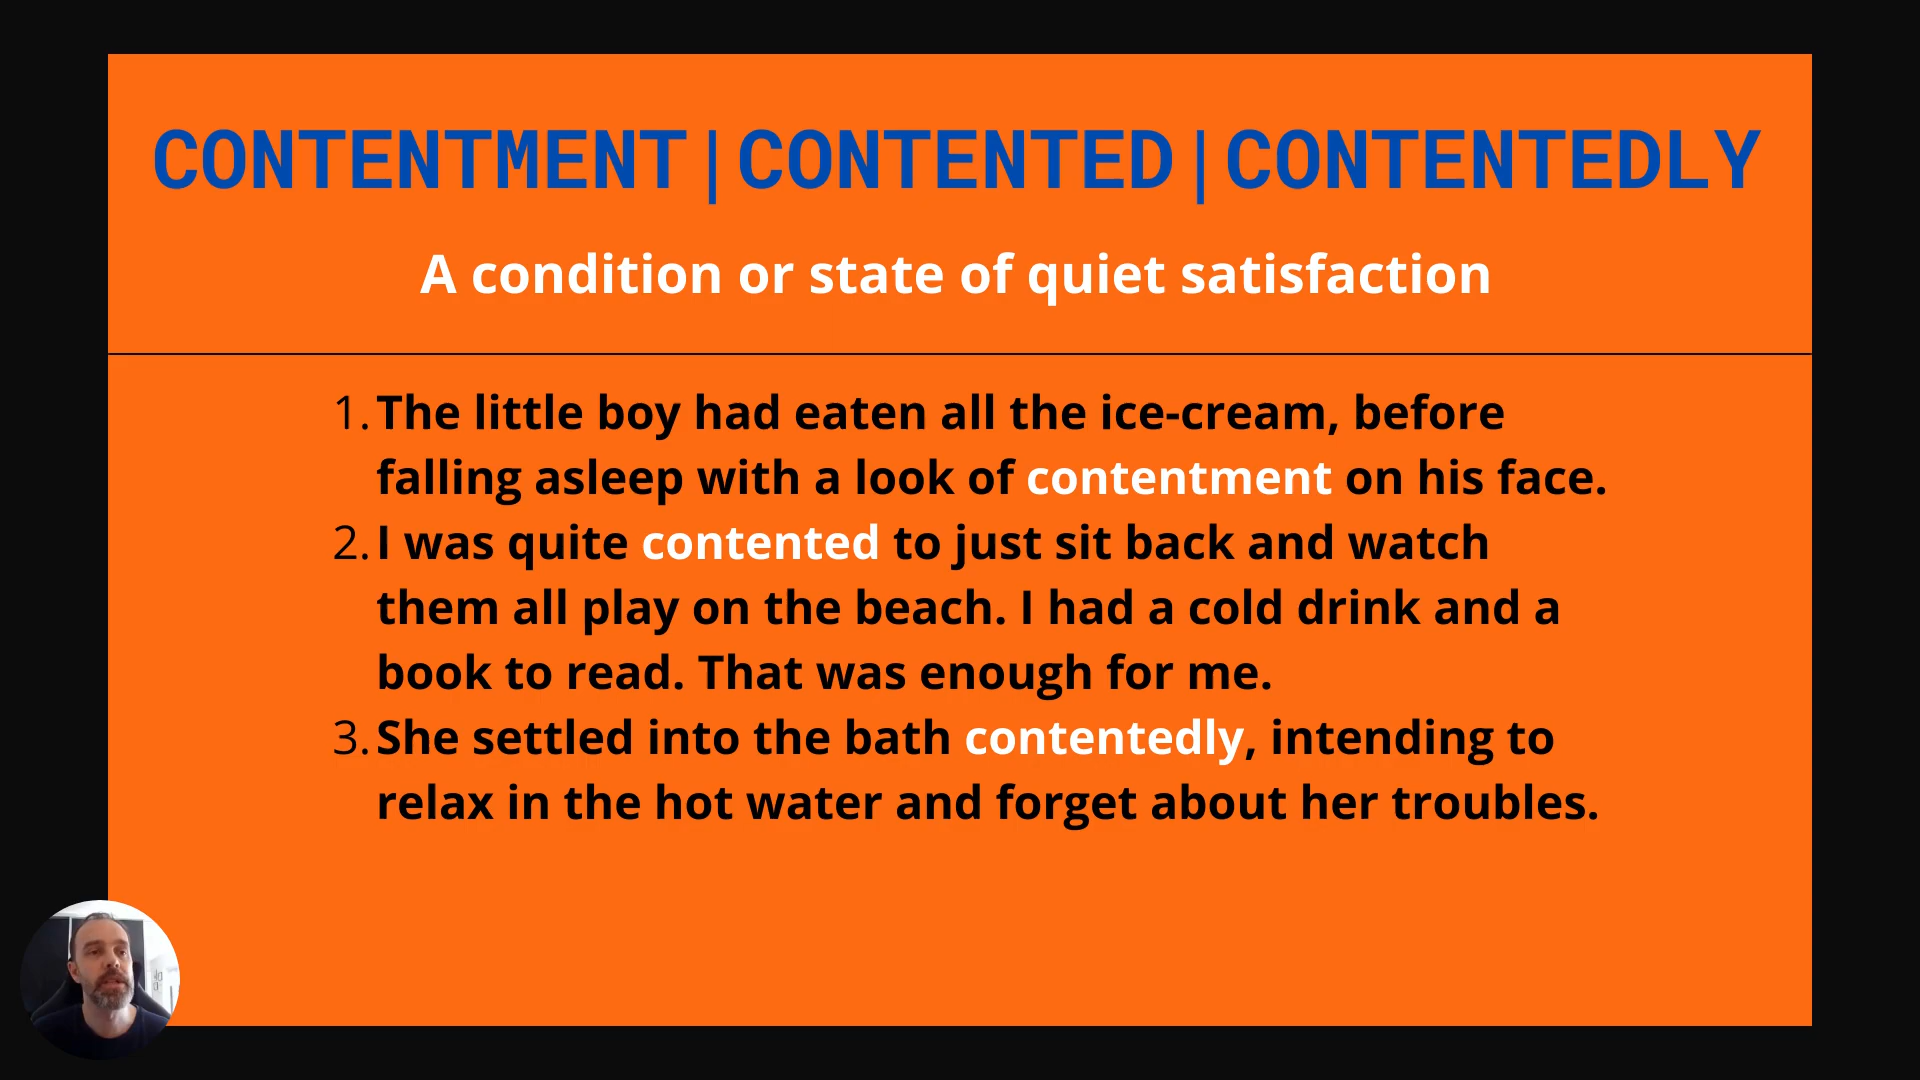 CONTENTMENT|CONTENTED|CONTENTEDLY
A condition or state of quiet satisfaction
1. The little boy had eaten all the ice-cream, before
falling asleep with a look of contentment on his face.
2. I was quite contented to just sit back and watch
them all play on the beach. I had a cold drink and a
book to read. That was enough for me.
3. She settled into the bath contentedly, intending to
relax in the hot water and forget about her troubles.